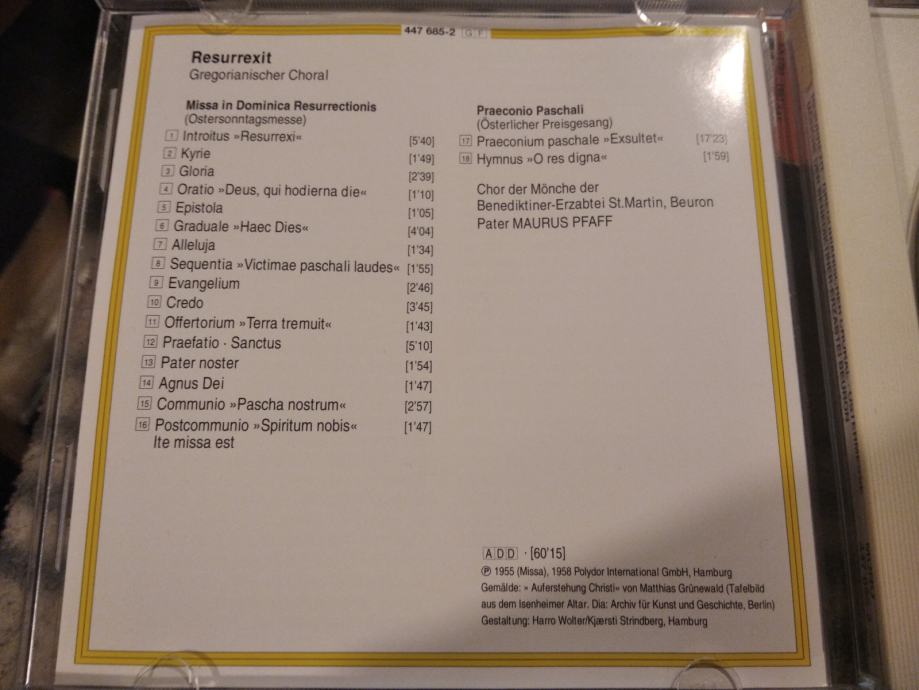 447 685-2 GF
Resurrexit
Gregorianischer Choral
Missa in Dominica Resurrectionis
(Ostersonntagsmesse)
1 Introitus »Resurrexi« [5'40]
2 Kyrie [1'49]
3 Gloria [2'39]
4 Oratio »Deus, qui hodierna die« [1'10]
5 Epistola [1'05]
6 Graduale »Haec Dies« [4'04]
7 Alleluja [1'34]
8 Sequentia »Victimae paschali laudes« [1'55]
9 Evangelium [2'46]
10 Credo [3'45]
11 Offertorium »Terra tremuit« [1'43]
12 Praefatio · Sanctus [5'10]
13 Pater noster [1'54]
14 Agnus Dei [1'47]
15 Communio »Pascha nostrum« [2'57]
16 Postcommunio »Spiritum nobis« [1'47]
Ite missa est
Praeconio Paschali
(Österlicher Preisgesang)
17 Praeconium paschale »Exsultet« [17'23]
18 Hymnus »O res digna« [1'59]
Chor der Mönche der
Benediktiner-Erzabtei St.Martin, Beuron
Pater MAURUS PFAFF
ADD · [60'15]
℗ 1955 (Missa), 1958 Polydor International GmbH, Hamburg
Gemälde: » Auferstehung Christi« von Matthias Grünewald (Tafelbild
aus dem Isenheimer Altar. Dia: Archiv für Kunst und Geschichte, Berlin)
Gestaltung: Harro Wolter/Kjærsti Strindberg, Hamburg